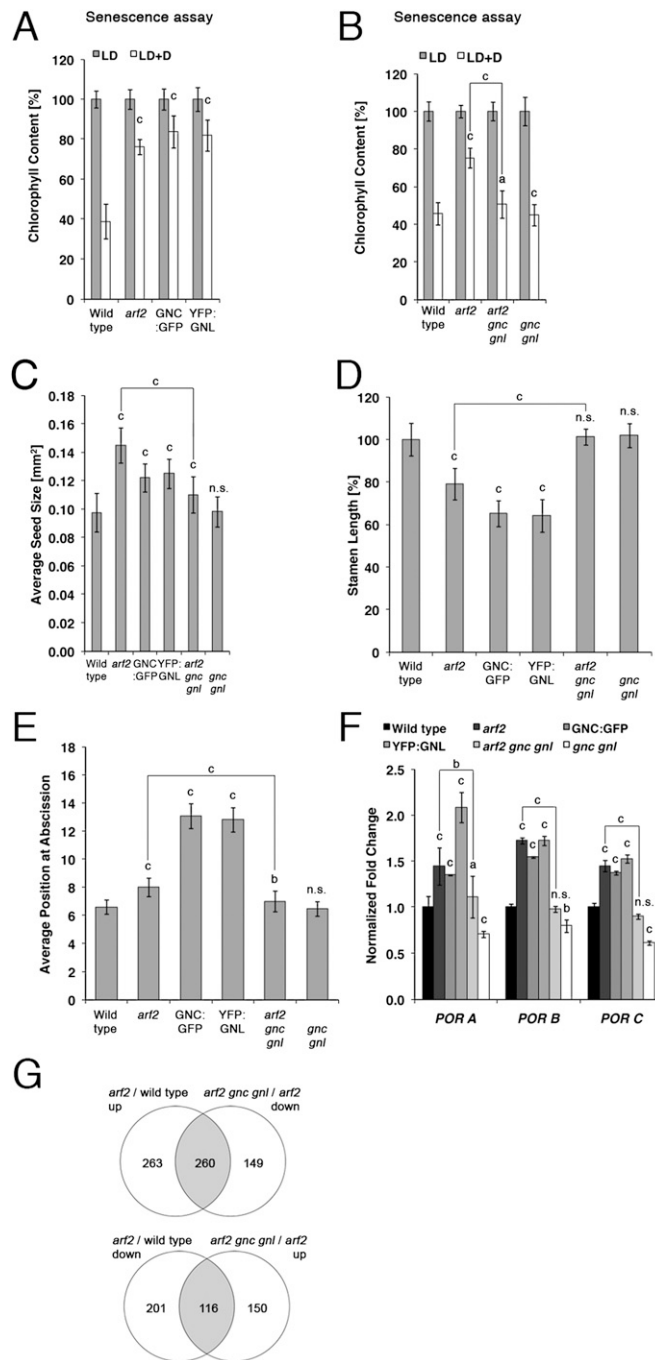 A
Senescence assay
LD LD+D
c c c
Chlorophyll Content [%]
120
100
80
60
40
20
0
Wild type
arf2
GNC :GFP
YFP: GNL
B
Senescence assay
LD LD+D
c
c a c
Chlorophyll Content [%]
120
100
80
60
40
20
0
Wild type
arf2
arf2 gnc gnl
gnc gnl
C
c
c c c c n.s.
Average Seed Size [mm²]
0.18
0.16
0.14
0.12
0.10
0.08
0.06
0.04
0.02
0.00
Wild type
arf2
GNC :GFP
YFP: GNL
arf2 gnc gnl
gnc gnl
D
c
c c c n.s. n.s.
Stamen Length [%]
120
100
80
60
40
20
0
Wild type
arf2
GNC: GFP
YFP: GNL
arf2 gnc gnl
gnc gnl
E
c
c c c b n.s.
Average Position at Abscission
18
16
14
12
10
8
6
4
2
0
Wild type
arf2
GNC: GFP
YFP: GNL
arf2 gnc gnl
gnc gnl
F
Wild type arf2 GNC:GFP
YFP:GNL arf2 gnc gnl gnc gnl
b
c c c a c
c
c c c n.s. b
c
c c c n.s. c
Normalized Fold Change
2.5
2.0
1.5
1.0
0.5
0.0
POR A POR B POR C
G
arf2 / wild type up
arf2 gnc gnl / arf2 down
263 260 149
arf2 / wild type down
arf2 gnc gnl / arf2 up
201 116 150